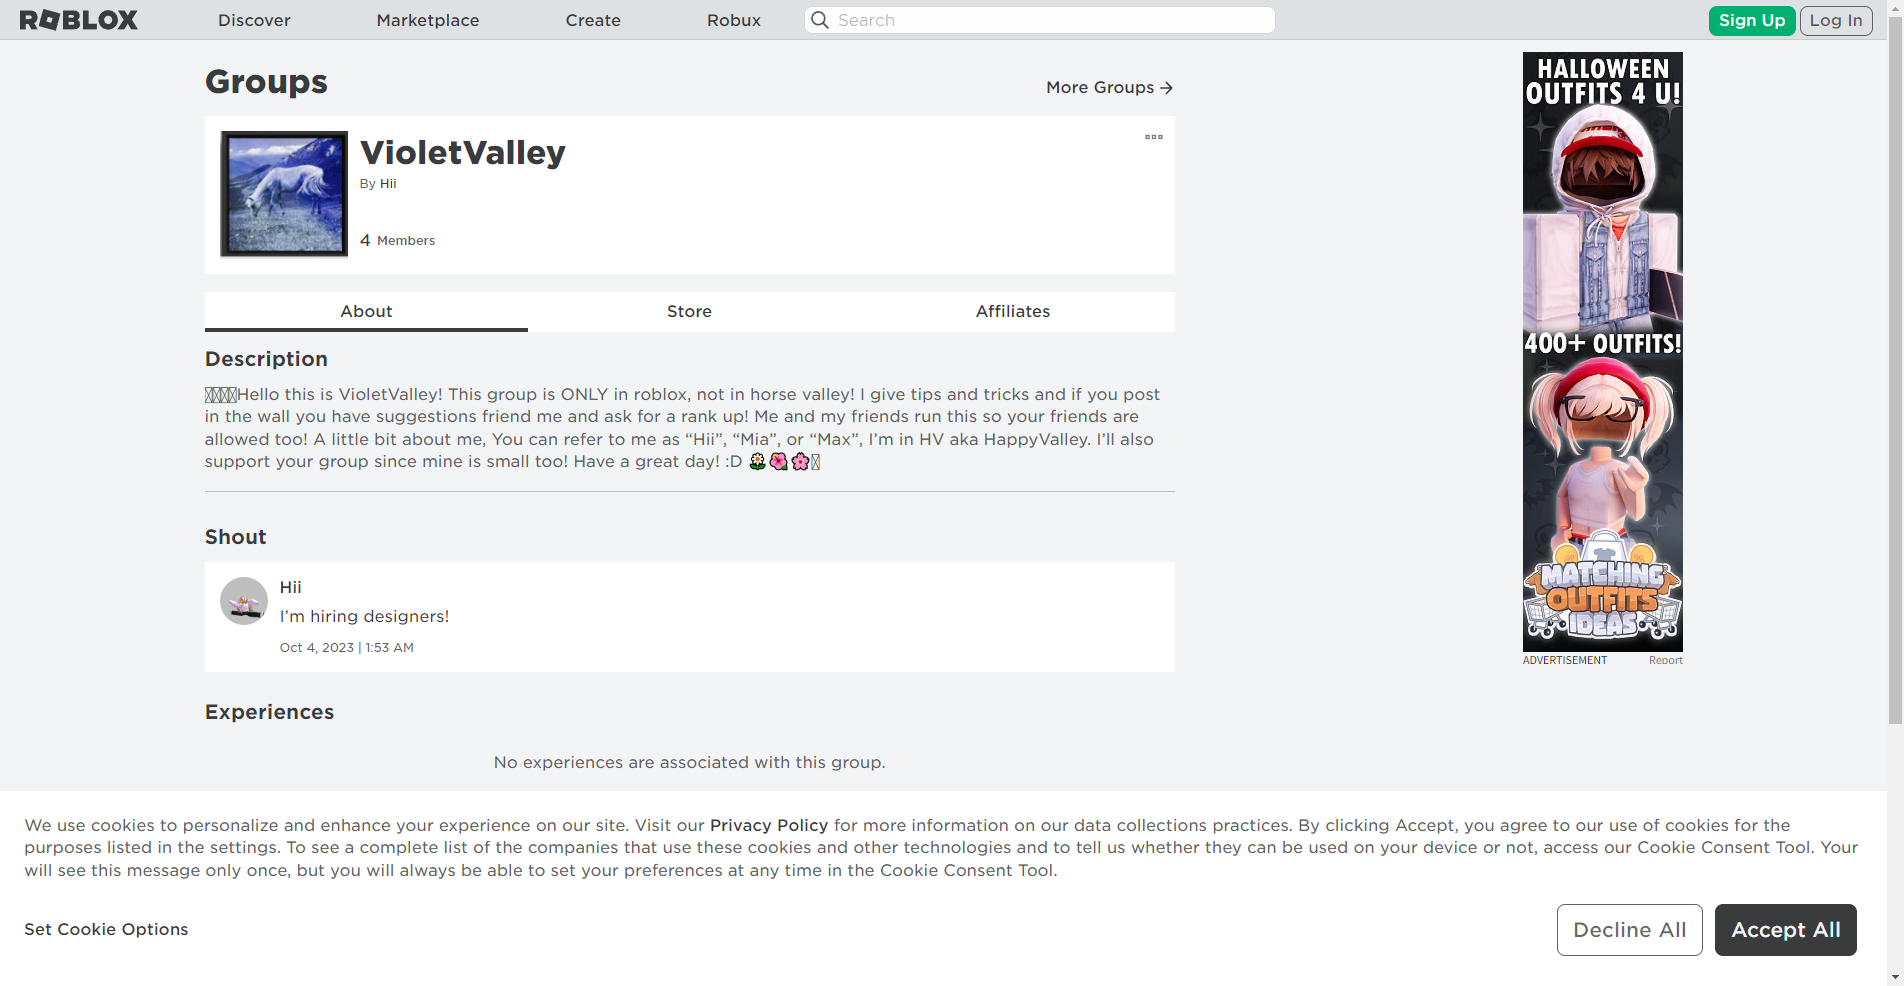 ROBLOX
Discover
Marketplace
Create
Robux
Search
Sign Up
Log In
Groups
More Groups →
VioletValley
By Hii
4 Members
About
Store
Affiliates
Description
Hello this is VioletValley! This group is ONLY in roblox, not in horse valley! I give tips and tricks and if you post
in the wall you have suggestions friend me and ask for a rank up! Me and my friends run this so your friends are
allowed too! A little bit about me, You can refer to me as “Hii”, “Mia”, or “Max”, I’m in HV aka HappyValley. I’ll also
support your group since mine is small too! Have a great day! :D 🌼🌺🌸
Shout
Hii
I’m hiring designers!
Oct 4, 2023 | 1:53 AM
Experiences
No experiences are associated with this group.
HALLOWEEN
OUTFITS 4 U!
400+ OUTFITS!
MATCHING
OUTFITS
IDEAS
ADVERTISEMENT
Report
We use cookies to personalize and enhance your experience on our site. Visit our Privacy Policy for more information on our data collections practices. By clicking Accept, you agree to our use of cookies for the
purposes listed in the settings. To see a complete list of the companies that use these cookies and other technologies and to tell us whether they can be used on your device or not, access our Cookie Consent Tool. Your
will see this message only once, but you will always be able to set your preferences at any time in the Cookie Consent Tool.
Set Cookie Options
Decline All
Accept All